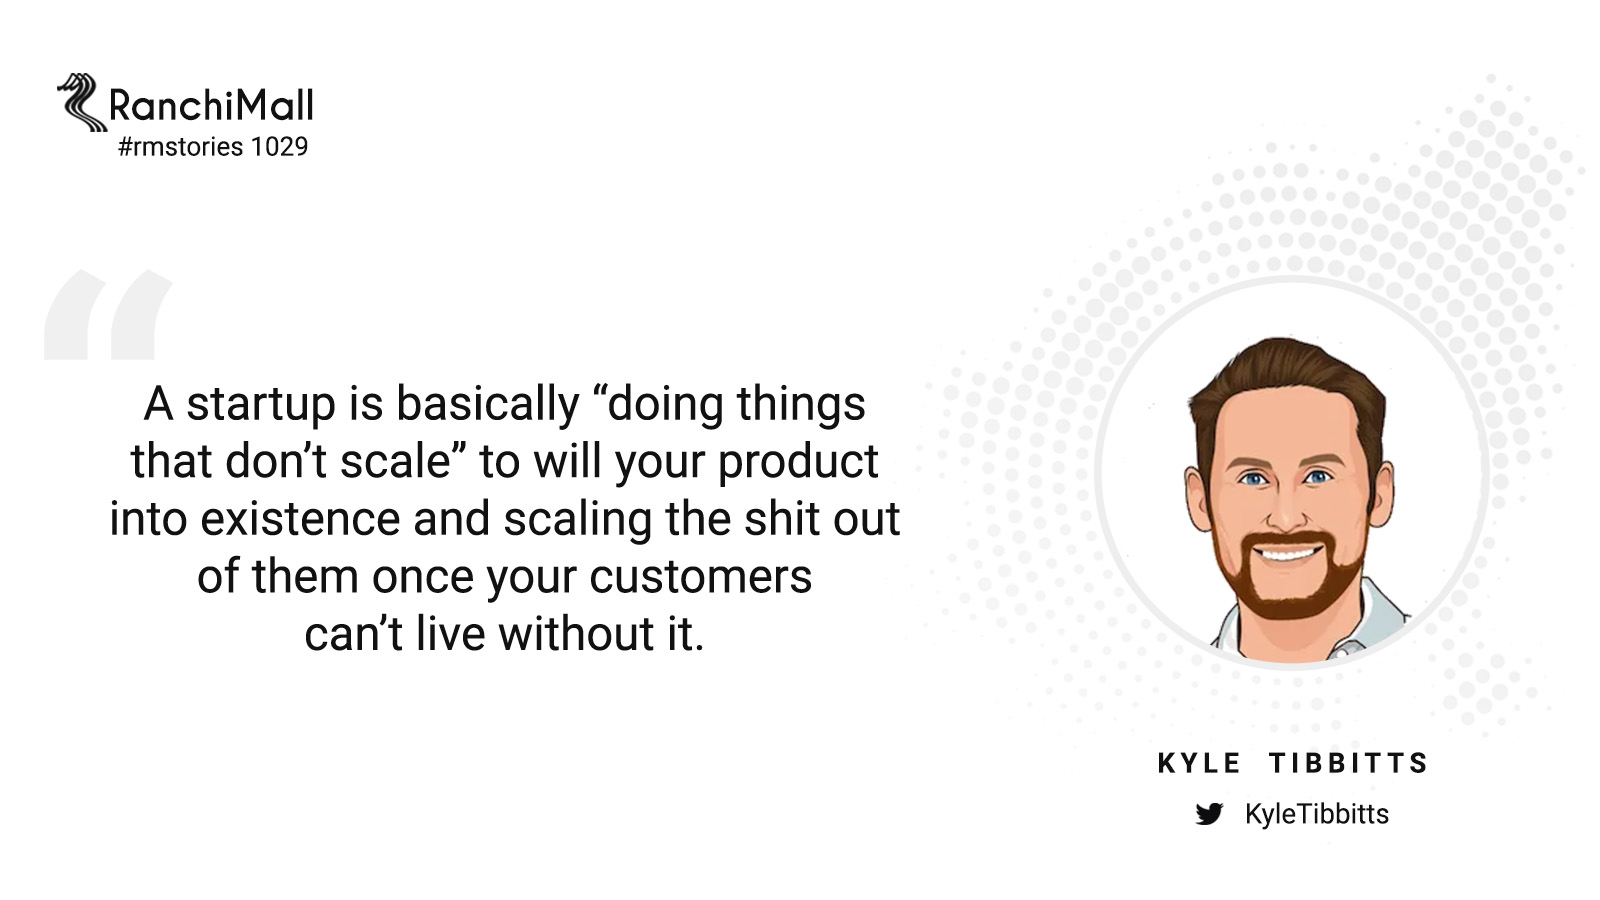 RanchiMall
#rmstories 1029
“
A startup is basically “doing things
that don’t scale” to will your product
into existence and scaling the shit out
of them once your customers
can’t live without it.
KYLE TIBBITTS
KyleTibbitts